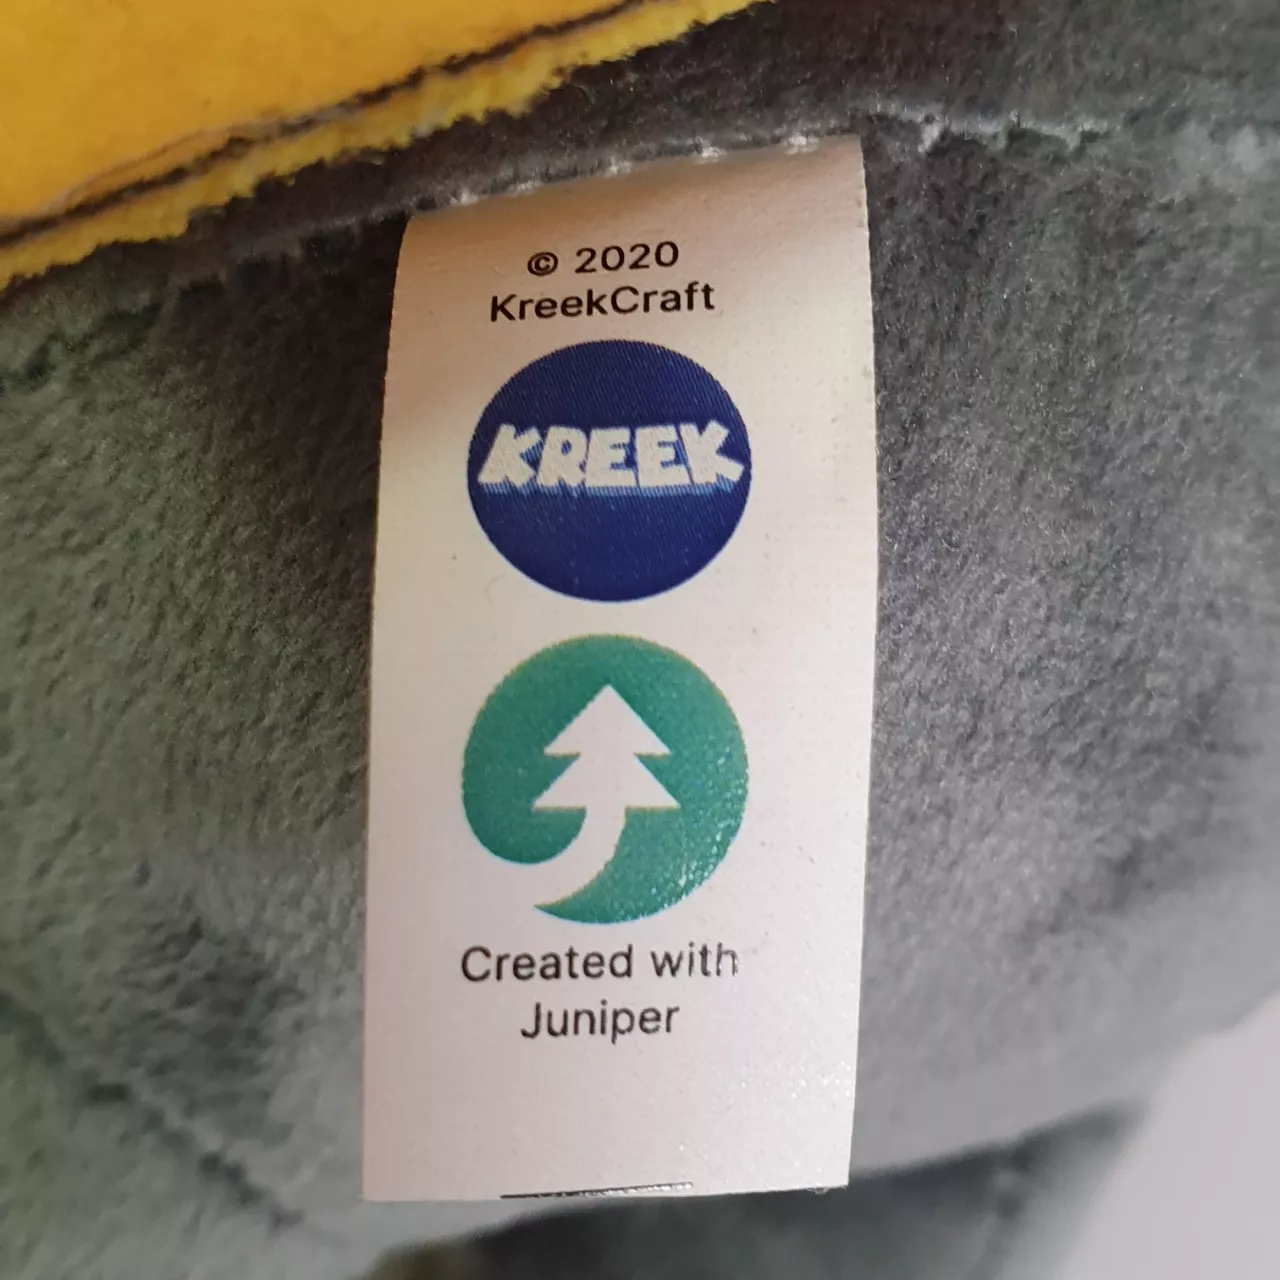 © 2020
KreekCraft
KREEK
Created with
Juniper